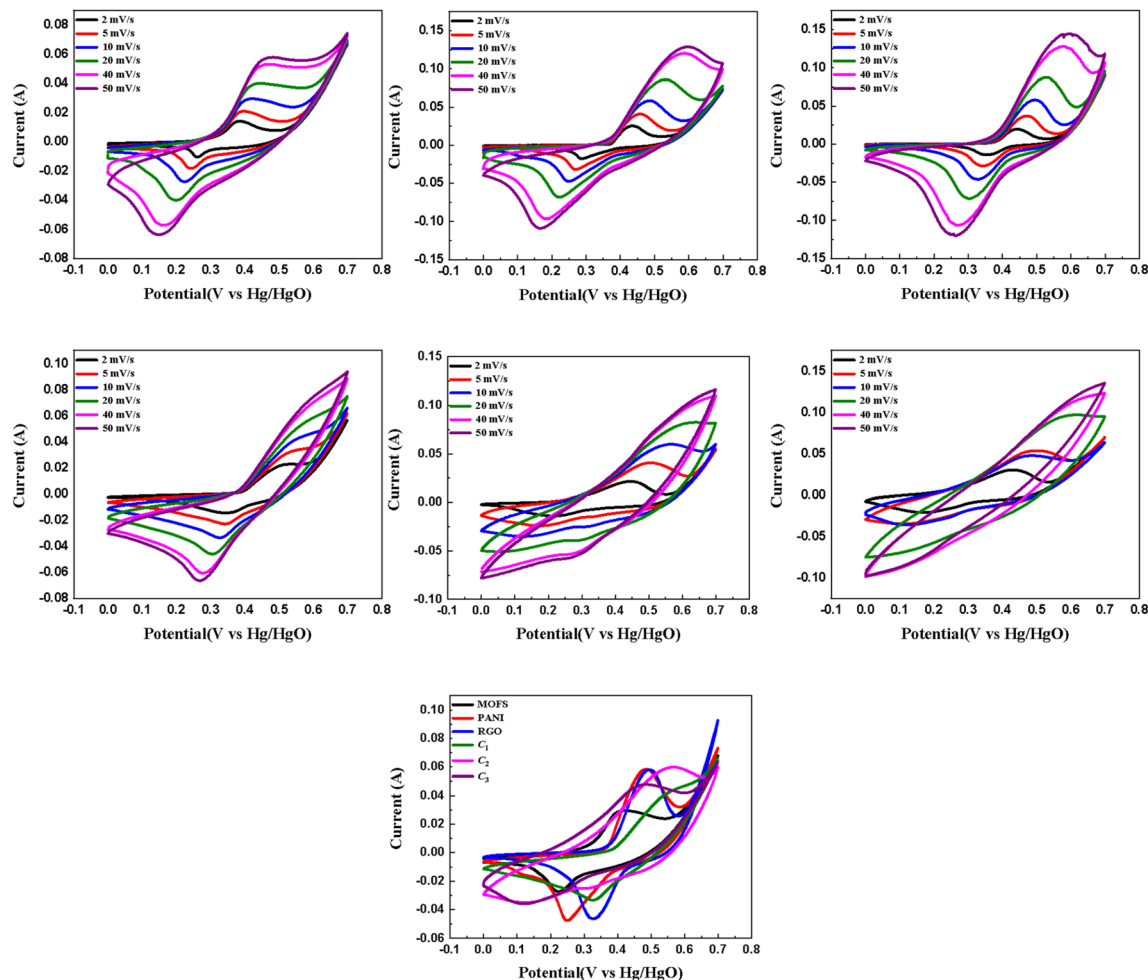 2 mV/s
5 mV/s
10 mV/s
20 mV/s
40 mV/s
50 mV/s
Current (A)
0.08
0.06
0.04
0.02
0.00
-0.02
-0.04
-0.06
-0.08
-0.1 0.0 0.1 0.2 0.3 0.4 0.5 0.6 0.7 0.8
Potential(V vs Hg/HgO)
2 mV/s
5 mV/s
10 mV/s
20 mV/s
40 mV/s
50 mV/s
Current (A)
0.15
0.10
0.05
0.00
-0.05
-0.10
-0.15
-0.1 0.0 0.1 0.2 0.3 0.4 0.5 0.6 0.7 0.8
Potential(V vs Hg/HgO)
2 mV/s
5 mV/s
10 mV/s
20 mV/s
40 mV/s
50 mV/s
Current (A)
0.15
0.10
0.05
0.00
-0.05
-0.10
-0.15
-0.1 0.0 0.1 0.2 0.3 0.4 0.5 0.6 0.7 0.8
Potential(V vs Hg/HgO)
2 mV/s
5 mV/s
10 mV/s
20 mV/s
40 mV/s
50 mV/s
Current (A)
0.10
0.08
0.06
0.04
0.02
0.00
-0.02
-0.04
-0.06
-0.08
-0.1 0.0 0.1 0.2 0.3 0.4 0.5 0.6 0.7 0.8
Potential(V vs Hg/HgO)
2 mV/s
5 mV/s
10 mV/s
20 mV/s
40 mV/s
50 mV/s
Current (A)
0.15
0.10
0.05
0.00
-0.05
-0.10
-0.1 0.0 0.1 0.2 0.3 0.4 0.5 0.6 0.7 0.8
Potential(V vs Hg/HgO)
2 mV/s
5 mV/s
10 mV/s
20 mV/s
40 mV/s
50 mV/s
Current (A)
0.15
0.10
0.05
0.00
-0.05
-0.10
-0.1 0.0 0.1 0.2 0.3 0.4 0.5 0.6 0.7 0.8
Potential(V vs Hg/HgO)
MOFS
PANI
RGO
C₁
C₂
C₃
Current (A)
0.10
0.08
0.06
0.04
0.02
0.00
-0.02
-0.04
-0.06
-0.1 0.0 0.1 0.2 0.3 0.4 0.5 0.6 0.7 0.8
Potential(V vs Hg/HgO)